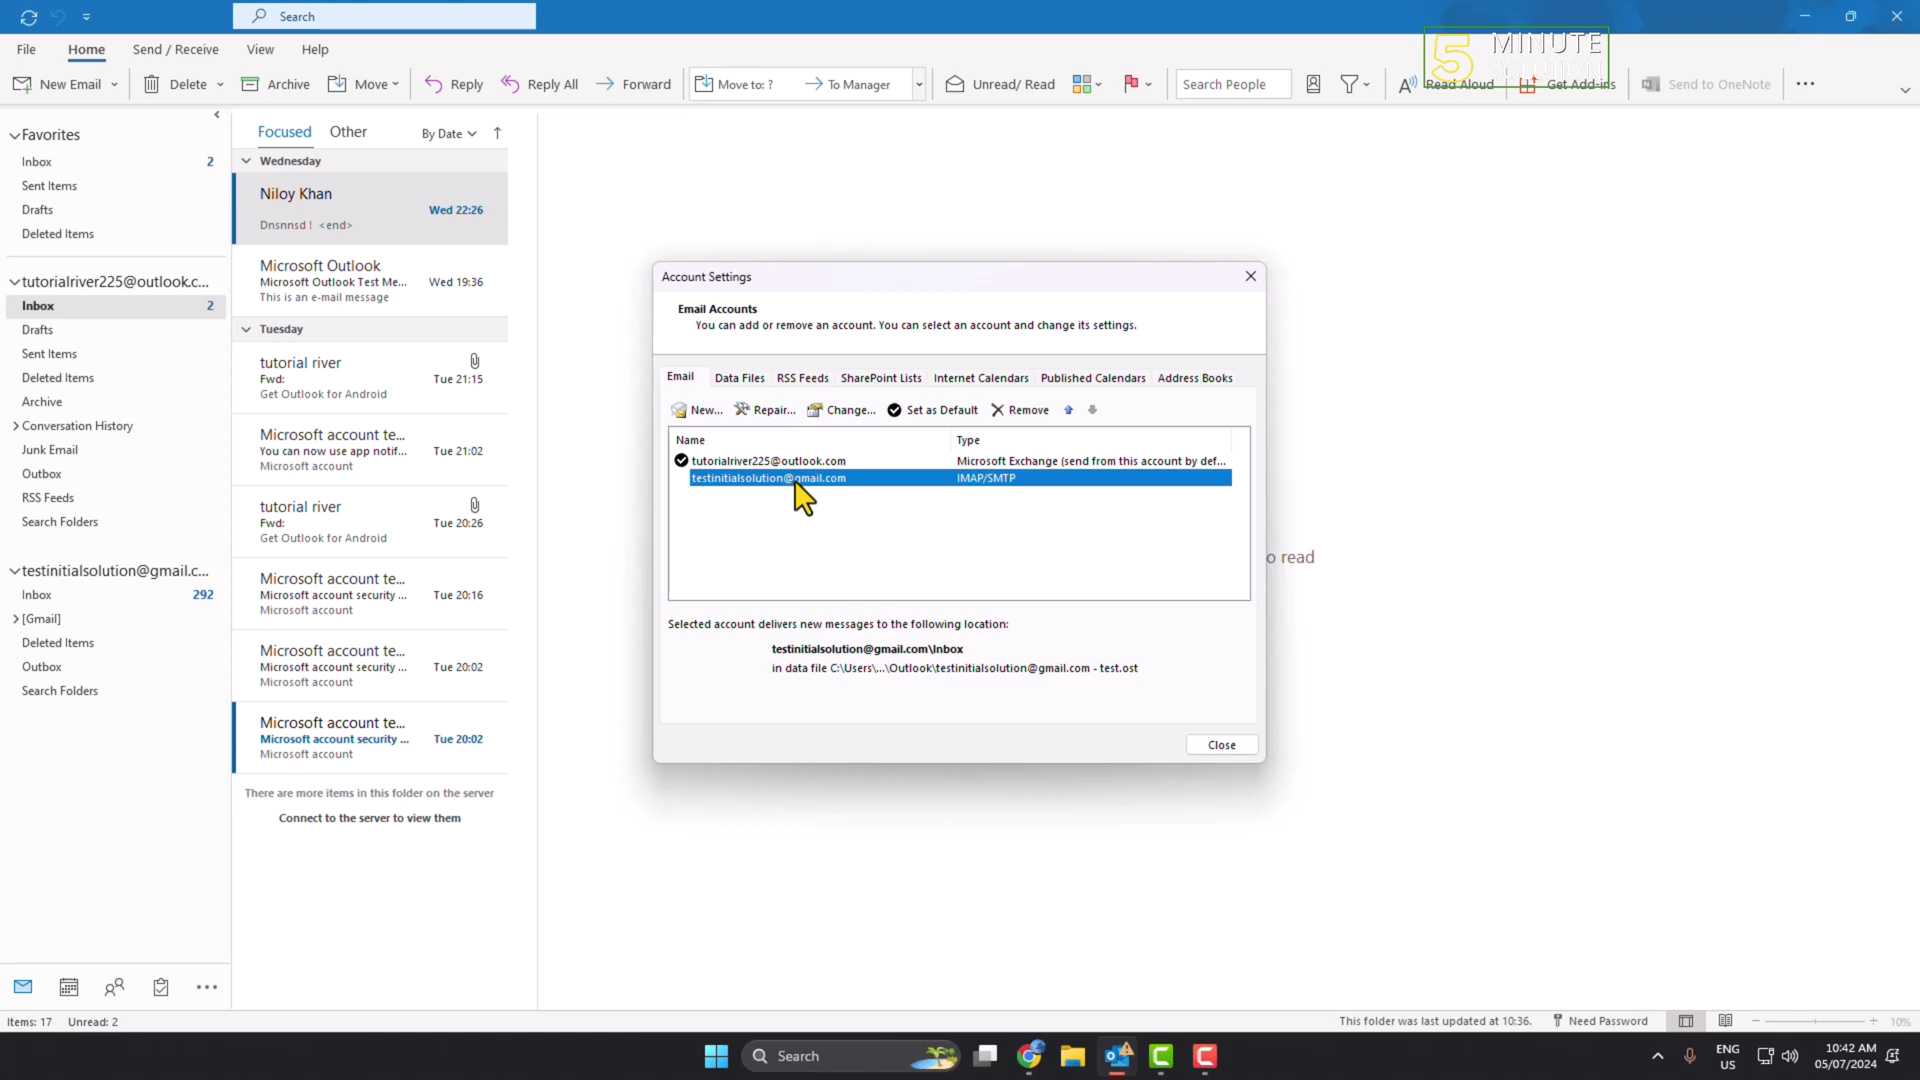 Search
File Home Send / Receive View Help
New Email Delete Archive Move Reply Reply All Forward Move to: ? To Manager Unread/ Read Search People Read Aloud Get Add-ins Send to OneNote
5 MINUTE
SOLUTION
Favorites
Inbox 2
Sent Items
Drafts
Deleted Items
tutorialriver225@outlook.c...
Inbox 2
Drafts
Sent Items
Deleted Items
Archive
Conversation History
Junk Email
Outbox
RSS Feeds
Search Folders
testinitialsolution@gmail.c...
Inbox 292
[Gmail]
Deleted Items
Outbox
Search Folders
Focused Other By Date
Wednesday
Niloy Khan
Wed 22:26
Dnsnnsd ! <end>
Microsoft Outlook
Microsoft Outlook Test Me... Wed 19:36
This is an e-mail message
Tuesday
tutorial river
Fwd: Tue 21:15
Get Outlook for Android
Microsoft account te...
You can now use app notif... Tue 21:02
Microsoft account
tutorial river
Fwd: Tue 20:26
Get Outlook for Android
Microsoft account te...
Microsoft account security ... Tue 20:16
Microsoft account
Microsoft account te...
Microsoft account security ... Tue 20:02
Microsoft account
Microsoft account te...
Microsoft account security ... Tue 20:02
Microsoft account
There are more items in this folder on the server
Connect to the server to view them
Account Settings
Email Accounts
You can add or remove an account. You can select an account and change its settings.
Email Data Files RSS Feeds SharePoint Lists Internet Calendars Published Calendars Address Books
New... Repair... Change... Set as Default Remove
Name Type
tutorialriver225@outlook.com Microsoft Exchange (send from this account by def...
testinitialsolution@gmail.com IMAP/SMTP
Selected account delivers new messages to the following location:
testinitialsolution@gmail.com\Inbox
in data file C:\Users\...\Outlook\testinitialsolution@gmail.com - test.ost
Close
o read
Items: 17 Unread: 2 This folder was last updated at 10:36. Need Password 10%
Search
ENG
US
10:42 AM
05/07/2024